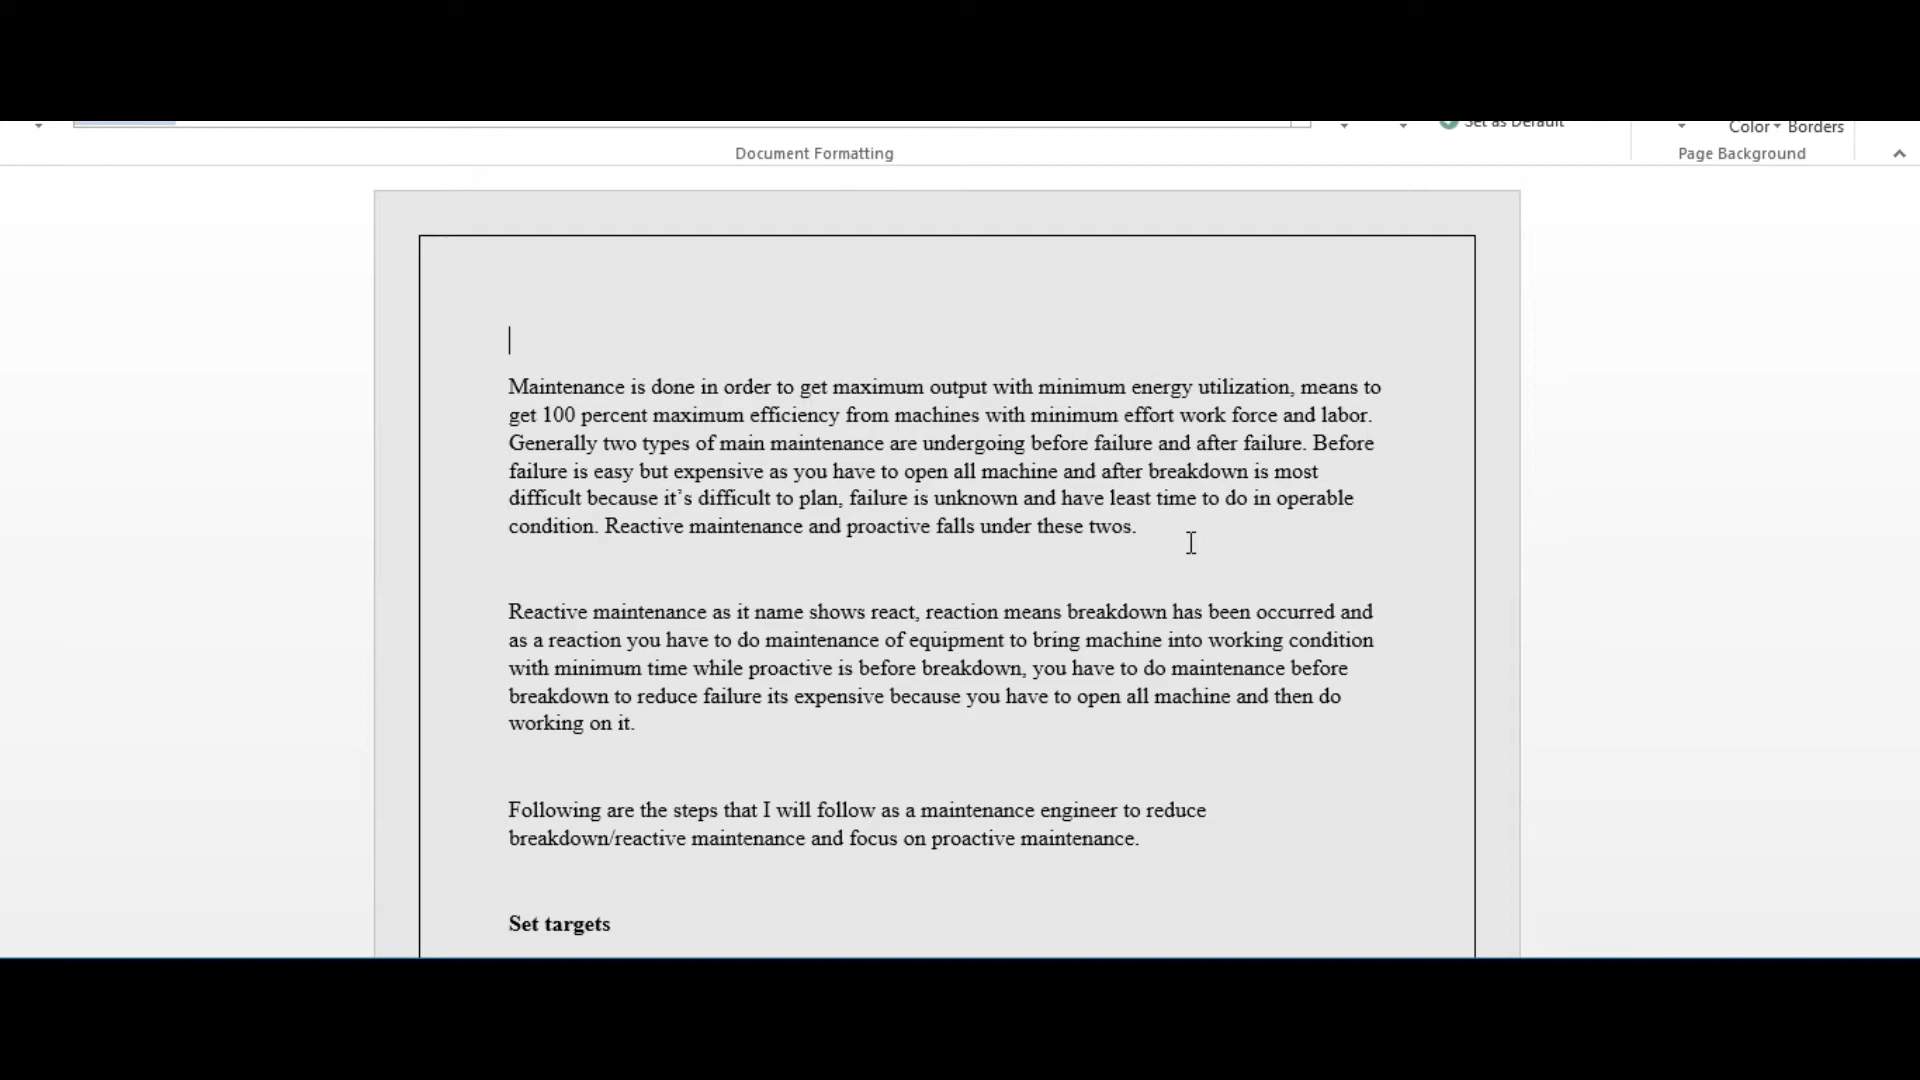 Set as Default
Color Borders
Document Formatting
Page Background
Maintenance is done in order to get maximum output with minimum energy utilization, means to
get 100 percent maximum efficiency from machines with minimum effort work force and labor.
Generally two types of main maintenance are undergoing before failure and after failure. Before
failure is easy but expensive as you have to open all machine and after breakdown is most
difficult because it’s difficult to plan, failure is unknown and have least time to do in operable
condition. Reactive maintenance and proactive falls under these twos.
Reactive maintenance as it name shows react, reaction means breakdown has been occurred and
as a reaction you have to do maintenance of equipment to bring machine into working condition
with minimum time while proactive is before breakdown, you have to do maintenance before
breakdown to reduce failure its expensive because you have to open all machine and then do
working on it.
Following are the steps that I will follow as a maintenance engineer to reduce
breakdown/reactive maintenance and focus on proactive maintenance.
Set targets